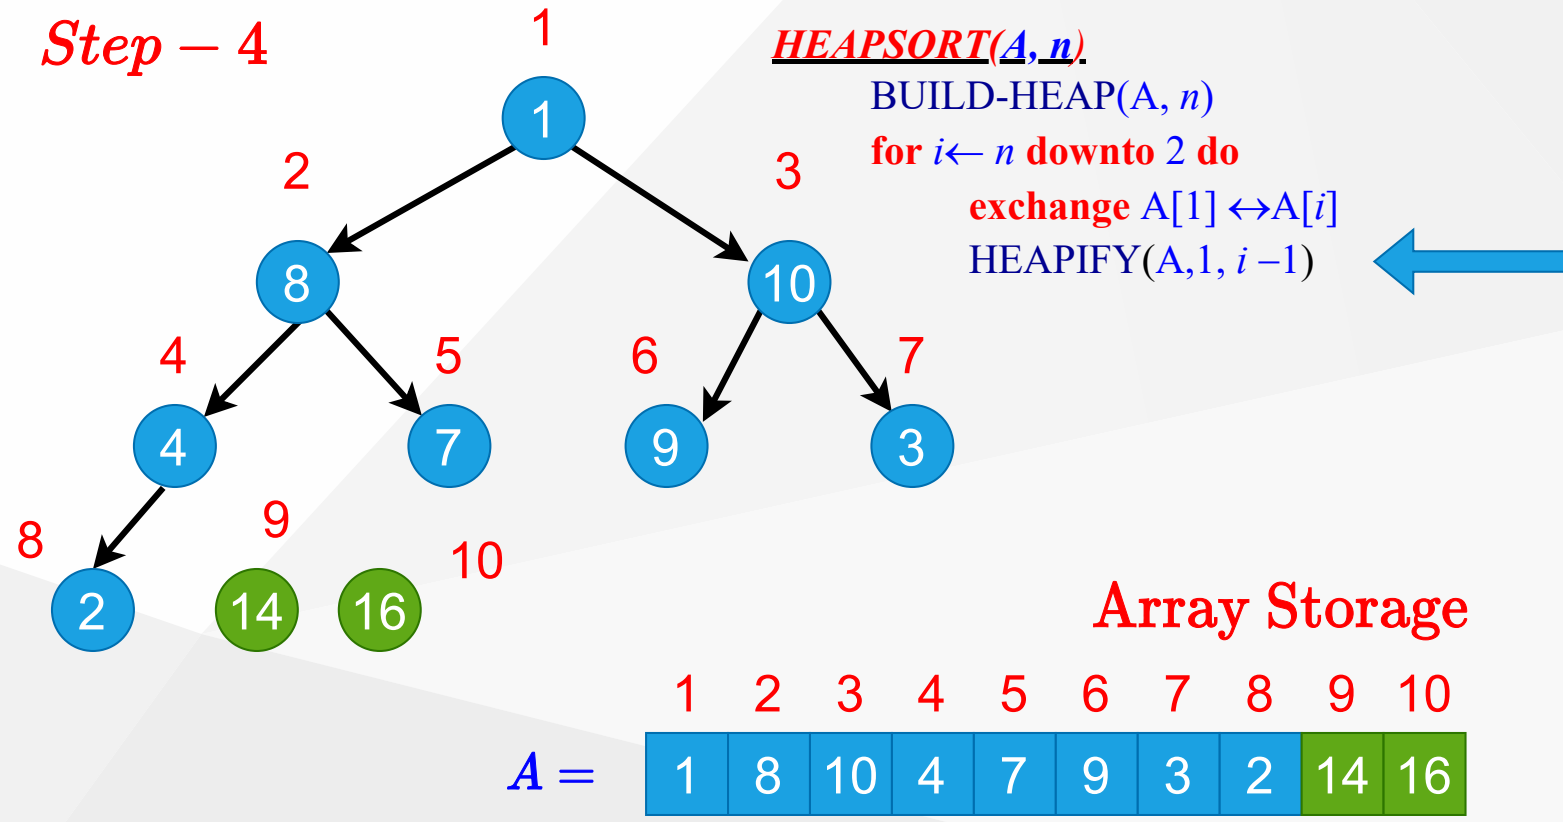 Step – 4
HEAPSORT(A, n)
BUILD-HEAP(A, n)
for i← n downto 2 do
exchange A[1] ↔A[i]
HEAPIFY(A,1, i –1)
1
1
2
3
8
10
4
5
6
7
4
7
9
3
8
9
10
2
14
16
Array Storage
1 2 3 4 5 6 7 8 9 10
A = 1 8 10 4 7 9 3 2 14 16